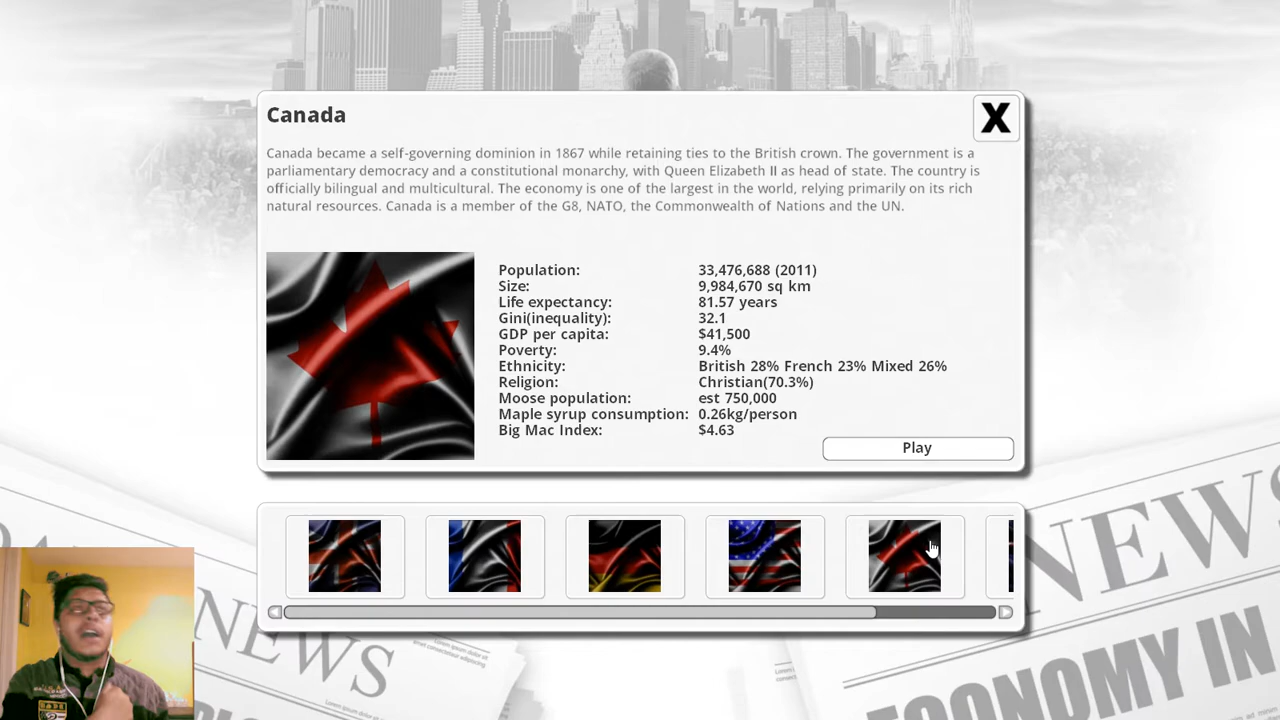 Canada
X
Canada became a self-governing dominion in 1867 while retaining ties to the British crown. The government is a
parliamentary democracy and a constitutional monarchy, with Queen Elizabeth II as head of state. The country is
officially bilingual and multicultural. The economy is one of the largest in the world, relying primarily on its rich
natural resources. Canada is a member of the G8, NATO, the Commonwealth of Nations and the UN.
Population: 33,476,688 (2011)
Size: 9,984,670 sq km
Life expectancy: 81.57 years
Gini(inequality): 32.1
GDP per capita: $41,500
Poverty: 9.4%
Ethnicity: British 28% French 23% Mixed 26%
Religion: Christian(70.3%)
Moose population: est 750,000
Maple syrup consumption: 0.26kg/person
Big Mac Index: $4.63
Play
NEWS
NEWS
ECONOMY IN